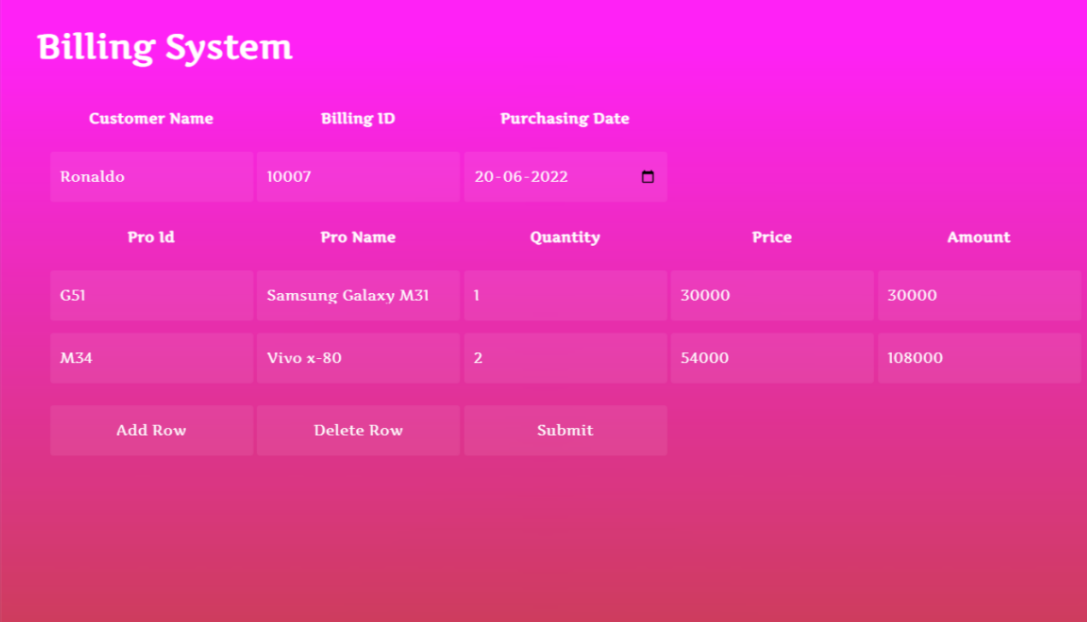 Billing System
Customer Name Billing ID Purchasing Date
Ronaldo 10007 20-06-2022
Pro Id Pro Name Quantity Price Amount
G51 Samsung Galaxy M31 1 30000 30000
M34 Vivo x-80 2 54000 108000
Add Row Delete Row Submit